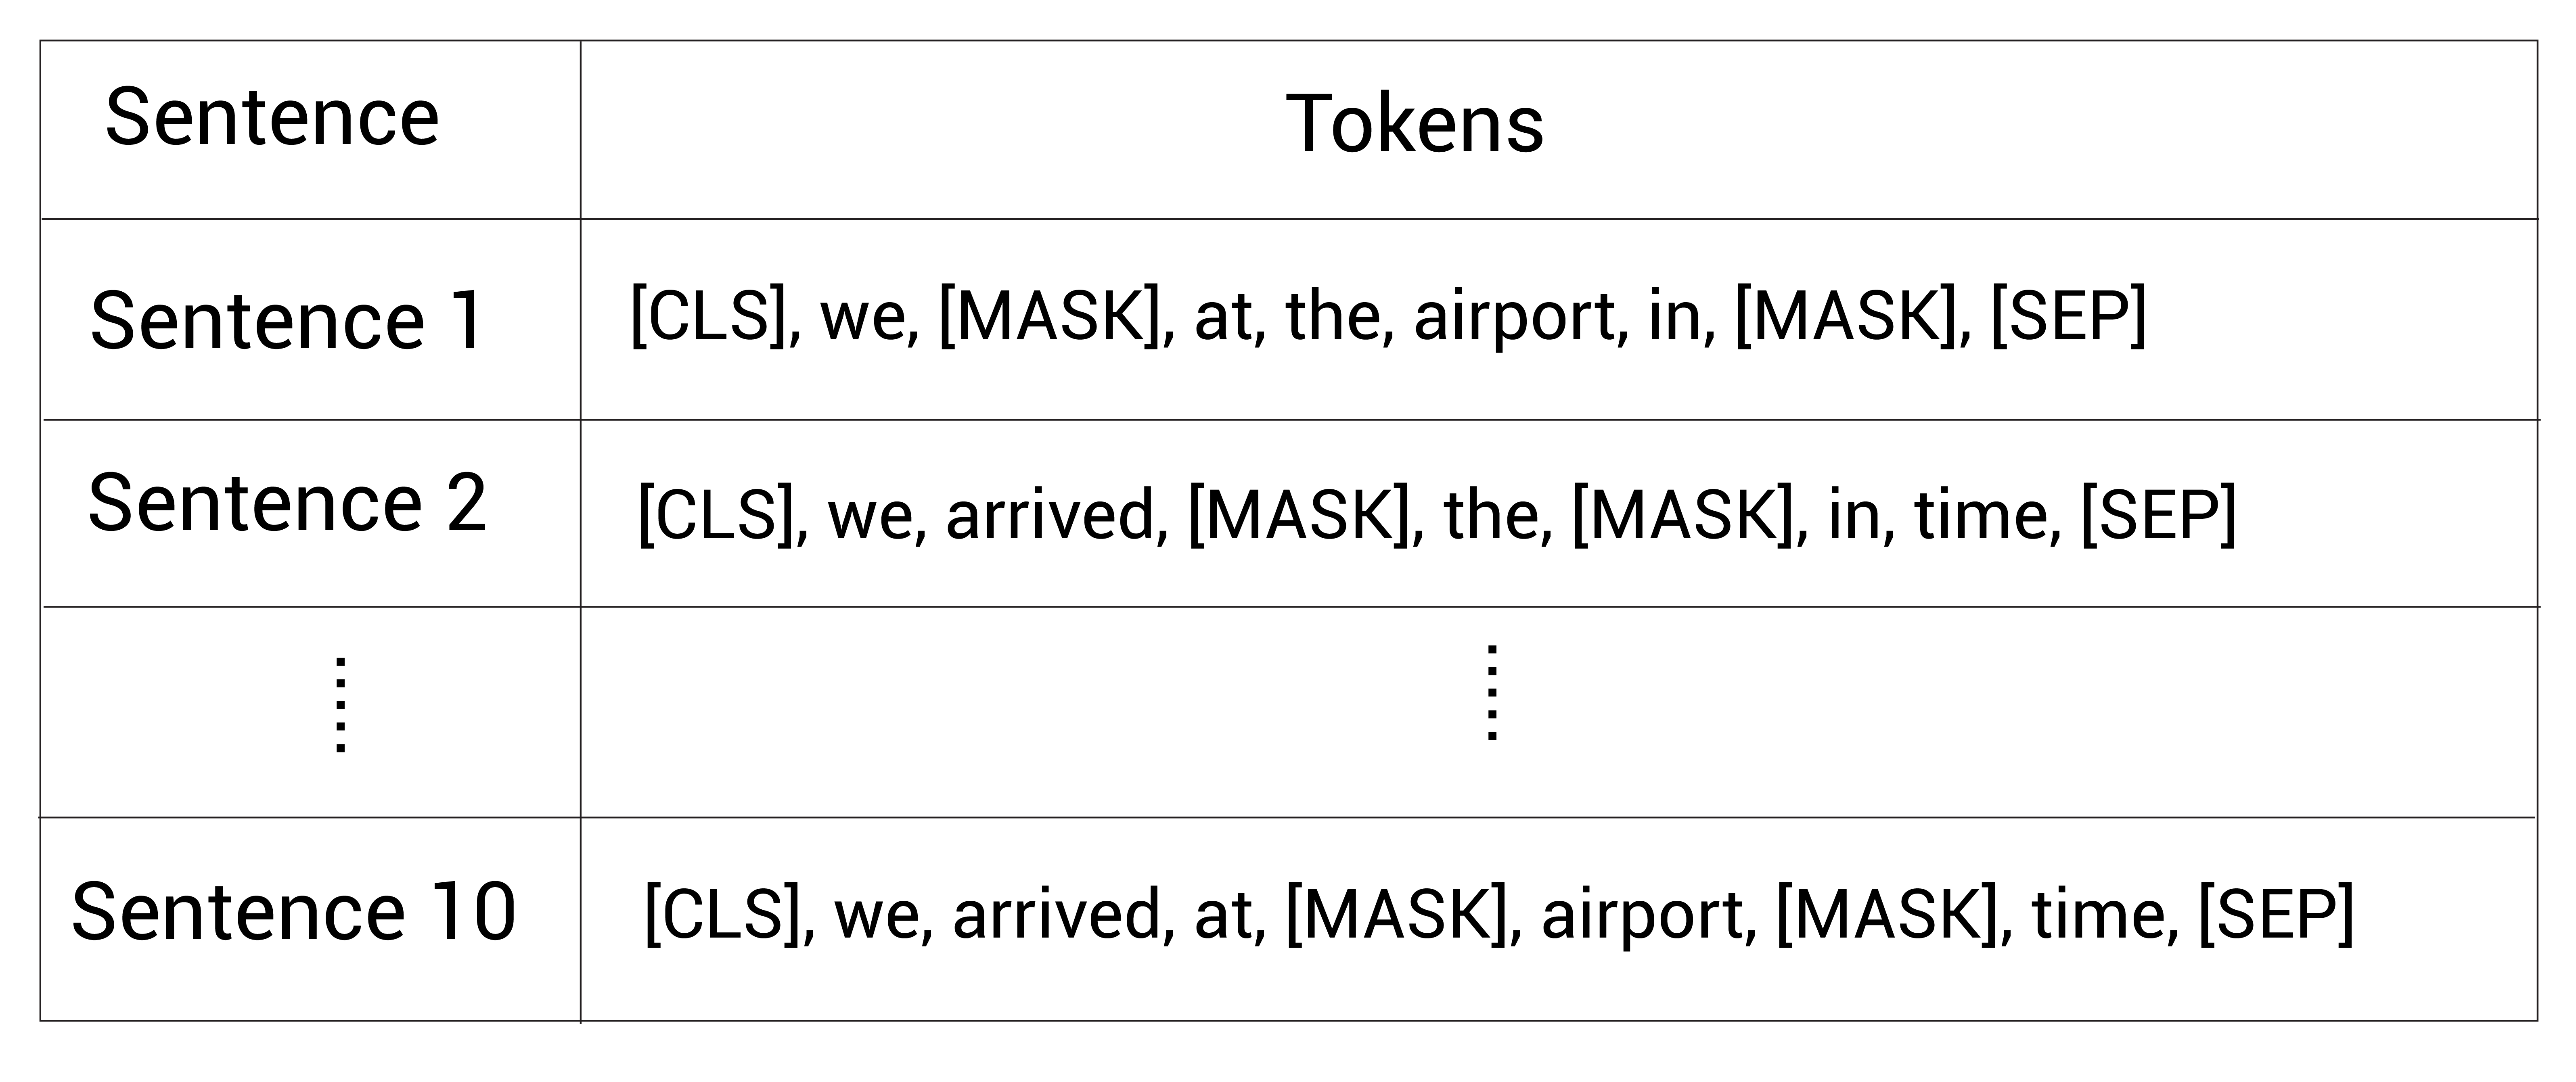 Sentence Tokens
Sentence 1 [CLS], we, [MASK], at, the, airport, in, [MASK], [SEP]
Sentence 2 [CLS], we, arrived, [MASK], the, [MASK], in, time, [SEP]
Sentence 10 [CLS], we, arrived, at, [MASK], airport, [MASK], time, [SEP]